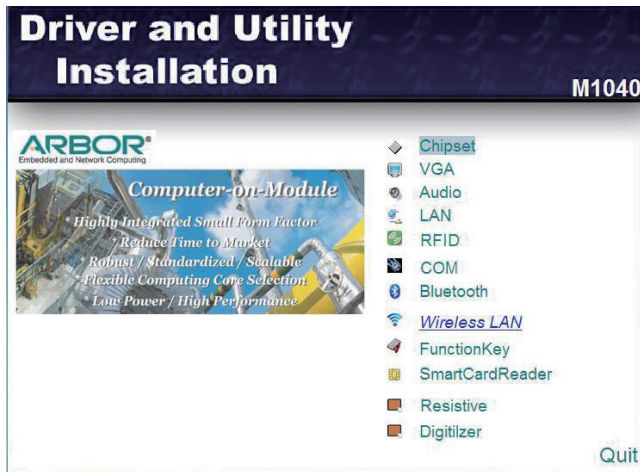 Driver and Utility
Installation
M1040
ARBOR®
Embedded and Network Computing
Computer-on-Module
* Highly Integrated Small Form Factor
* Reduce Time to Market
* Robust / Standardized / Scalable
* Flexible Computing Core Selection
* Low Power / High Performance
Chipset
VGA
Audio
LAN
RFID
COM
Bluetooth
Wireless LAN
FunctionKey
SmartCardReader
Resistive
Digitilzer
Quit